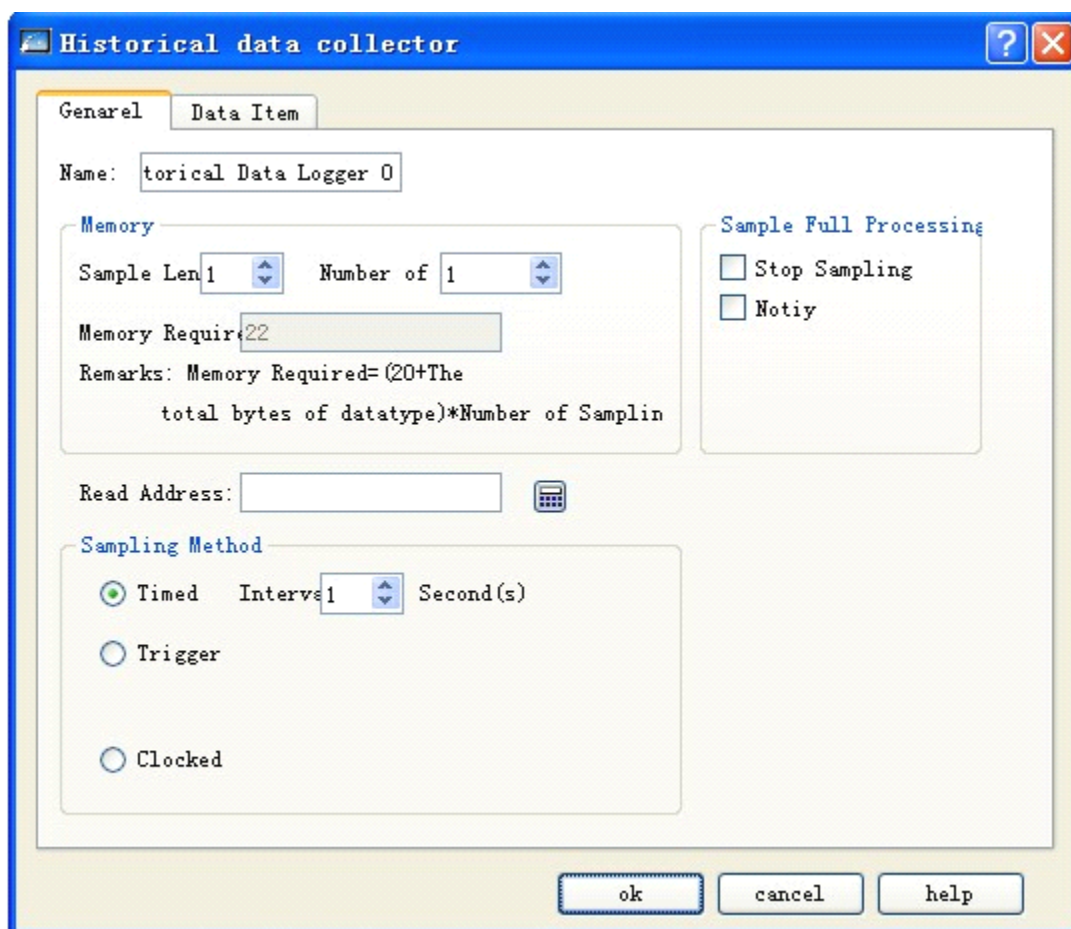 Historical data collector
Genarel Data Item
Name: torical Data Logger 0
Memory
Sample Len 1 Number of 1
Memory Require 22
Remarks: Memory Required=(20+The
total bytes of datatype)*Number of Samplin
Sample Full Processing
Stop Sampling
Notiy
Read Address:
Sampling Method
Timed Interva 1 Second(s)
Trigger
Clocked
ok cancel help